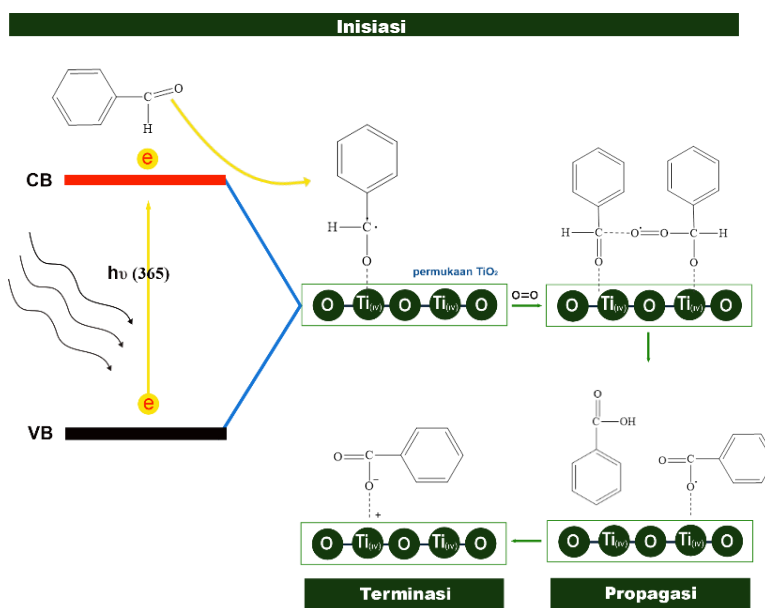 Inisiasi
C
O
H
e
CB
hυ (365)
e
VB
H
C
O
permukaan TiO₂
O Ti(IV) O Ti(IV) O
O=O
H C O O C H
O O
O Ti(IV) O Ti(IV) O
O
C OH
O C
O
O Ti(IV) O Ti(IV) O
O C
O⁻
+
O Ti(IV) O Ti(IV) O
Terminasi
Propagasi